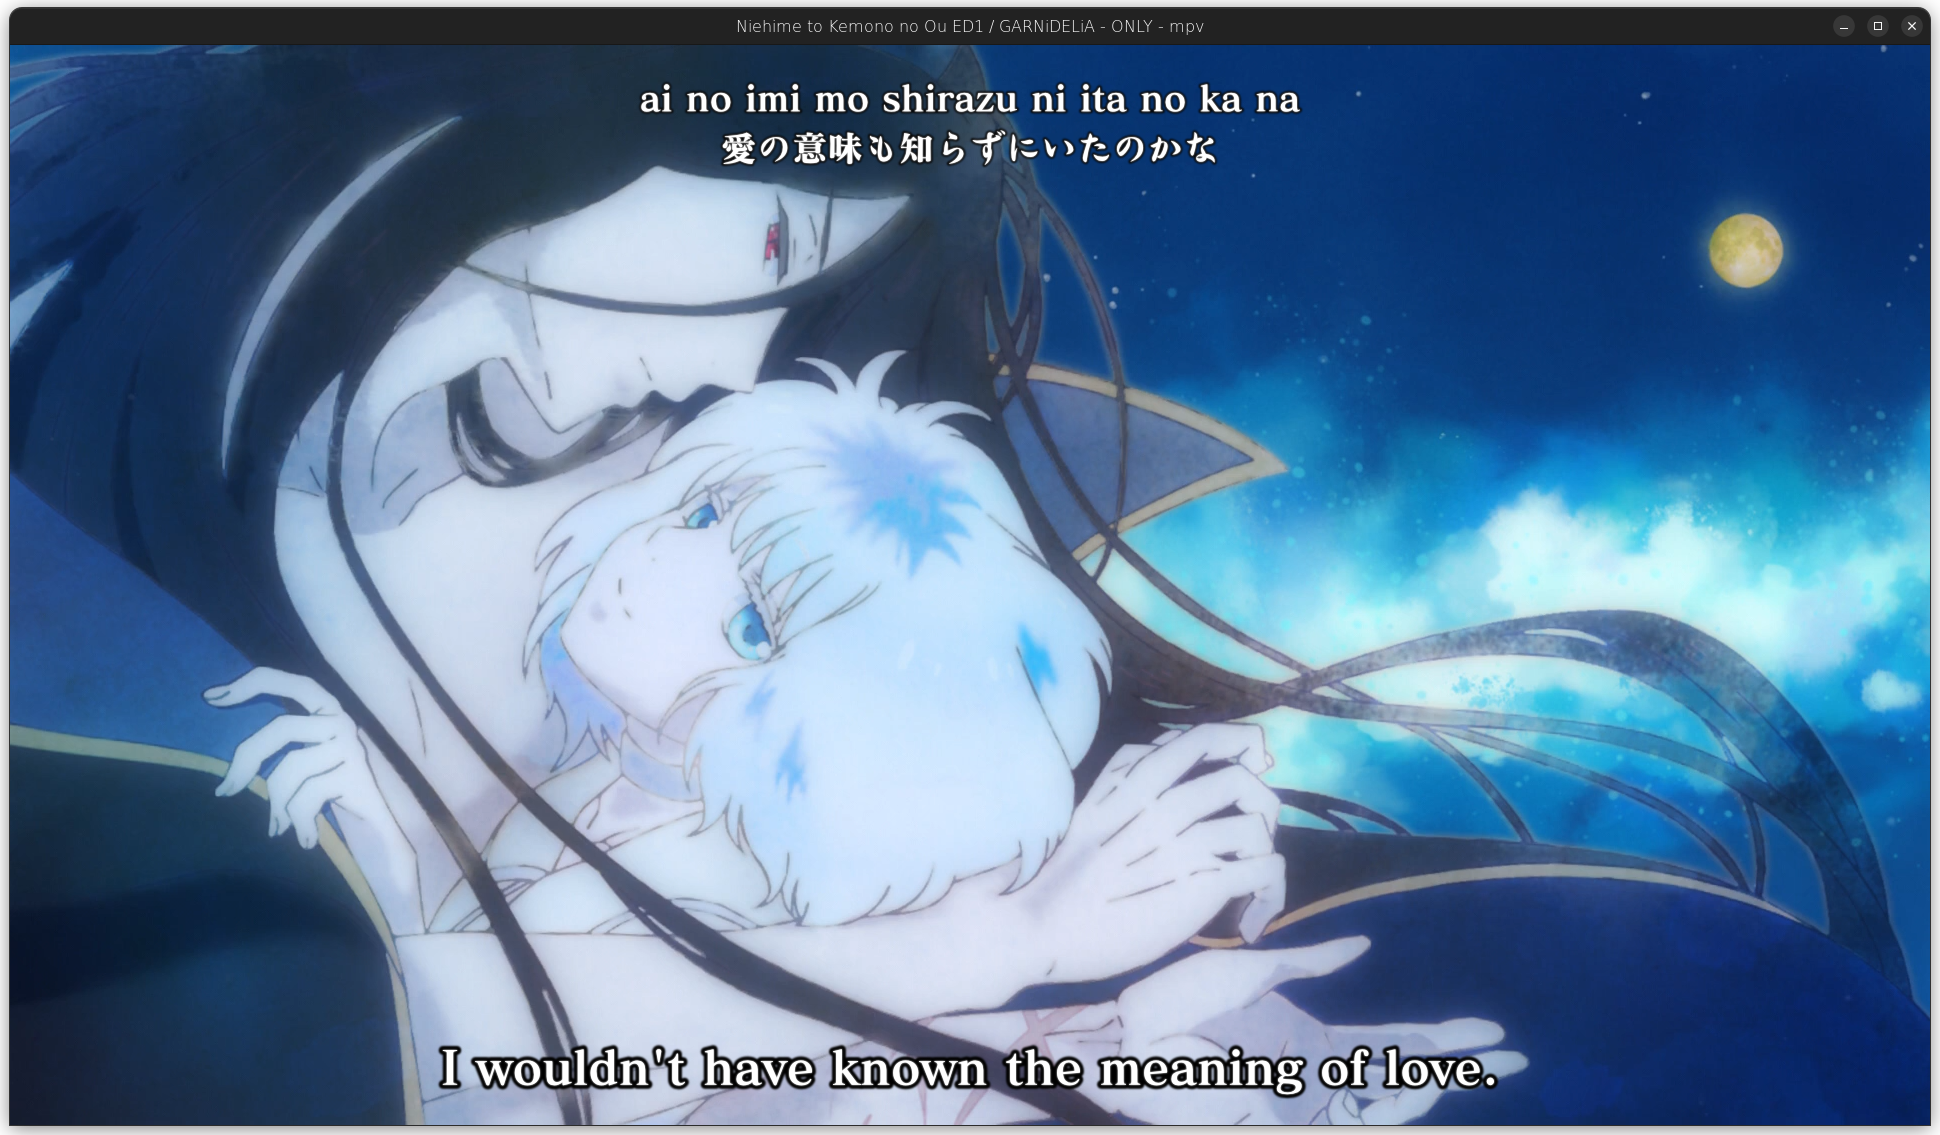 Niehime to Kemono no Ou ED1 / GARNiDELiA - ONLY - mpv
ai no imi mo shirazu ni ita no ka na
愛の意味も知らずにいたのかな
I wouldn't have known the meaning of love.